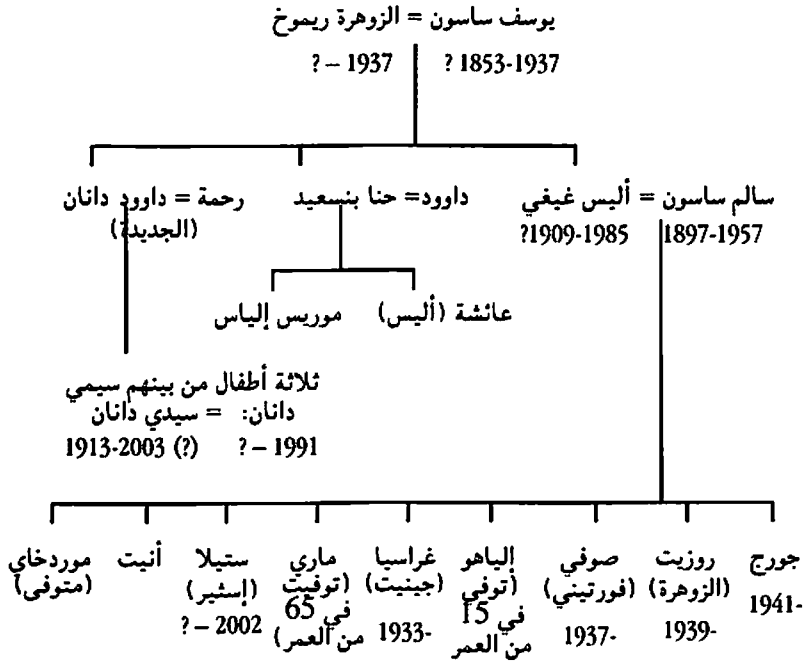 يوسف ساسون = الزوهرة ريموخ
? 1853-1937
? – 1937
سالم ساسون = أليس غيغي
1897-1957
?1909-1985
داوود= حنا بنسعيد
رحمة = داوود دانان
(الجديدة)
عائشة (أليس)
موريس إلياس
ثلاثة أطفال من بينهم سيمي
دانان: = سيدي دانان
? – 1991
1913-2003 (?)
جورج
1941-
روزيت
(الزوهرة)
1939-
صوفي
(فورتيني)
1937-
إلياهو
(توفي
في 15
من العمر
غراسيا
(جينيت)
1933-
ماري
(توفيت
في 65
من العمر)
ستيلا
(إسثير)
? – 2002
أنيت
موردخاي
(متوفى)